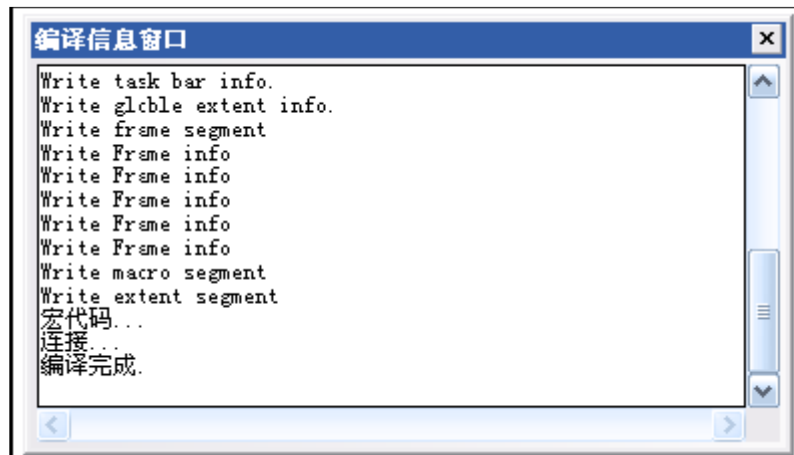 编译信息窗口
Write task bar info.
Write glcble extent info.
Write frsme segment
Write Frsme info
Write Frsme info
Write Frsme info
Write Frsme info
Write Frsme info
Write macro segment
Write extent segment
宏代码...
连接...
编译完成.